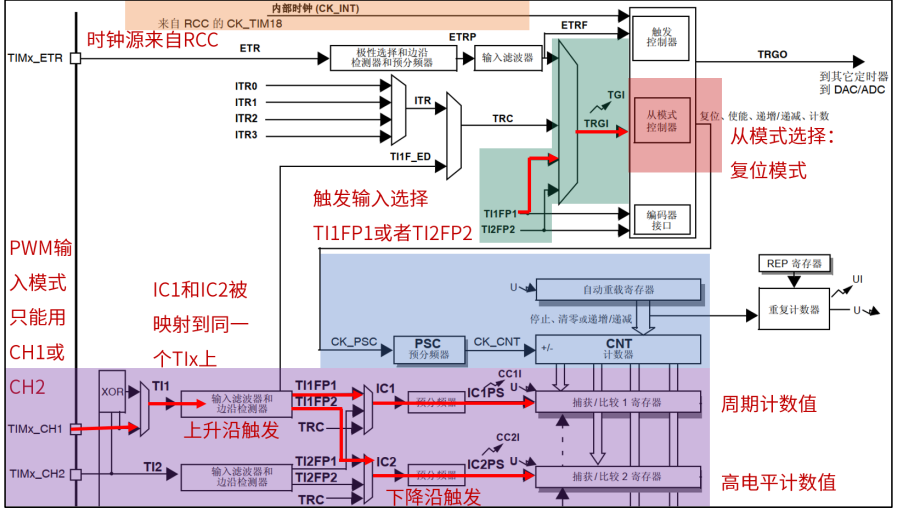 内部时钟 (CK_INT)
来自 RCC 的 CK_TIM18
时钟源来自RCC
TIMx_ETR
ETR
极性选择和边沿
检测器和预分频器
ETRP
输入滤波器
ETRF
触发
控制器
TRGO
到其它定时器
到 DAC/ADC
ITR0
ITR1
ITR2
ITR3
ITR
TRC
TI1F_ED
TGI
TRGI
从模式
控制器
复位、使能、递增/递减、计数
从模式选择:
复位模式
触发输入选择
TI1FP1或者TI2FP2
TI1FP1
TI2FP2
编码器
接口
PWM输
入模式
只能用
CH1或
CH2
IC1和IC2被
映射到同一
个TIx上
REP 寄存器
UI
重复计数器
U
U
自动重载寄存器
停止、清零或递增/递减
CK_PSC
PSC
预分频器
CK_CNT
+/-
CNT
计数器
XOR
TI1
输入滤波器和
边沿检测器
上升沿触发
TI1FP1
TI1FP2
TRC
IC1
预分频器
IC1PS
CC1I
U
捕获/比较 1 寄存器
周期计数值
TIMx_CH1
TIMx_CH2
TI2
输入滤波器和
边沿检测器
TI2FP1
TI2FP2
TRC
IC2
预分频器
IC2PS
CC2I
U
捕获/比较 2 寄存器
高电平计数值
下降沿触发